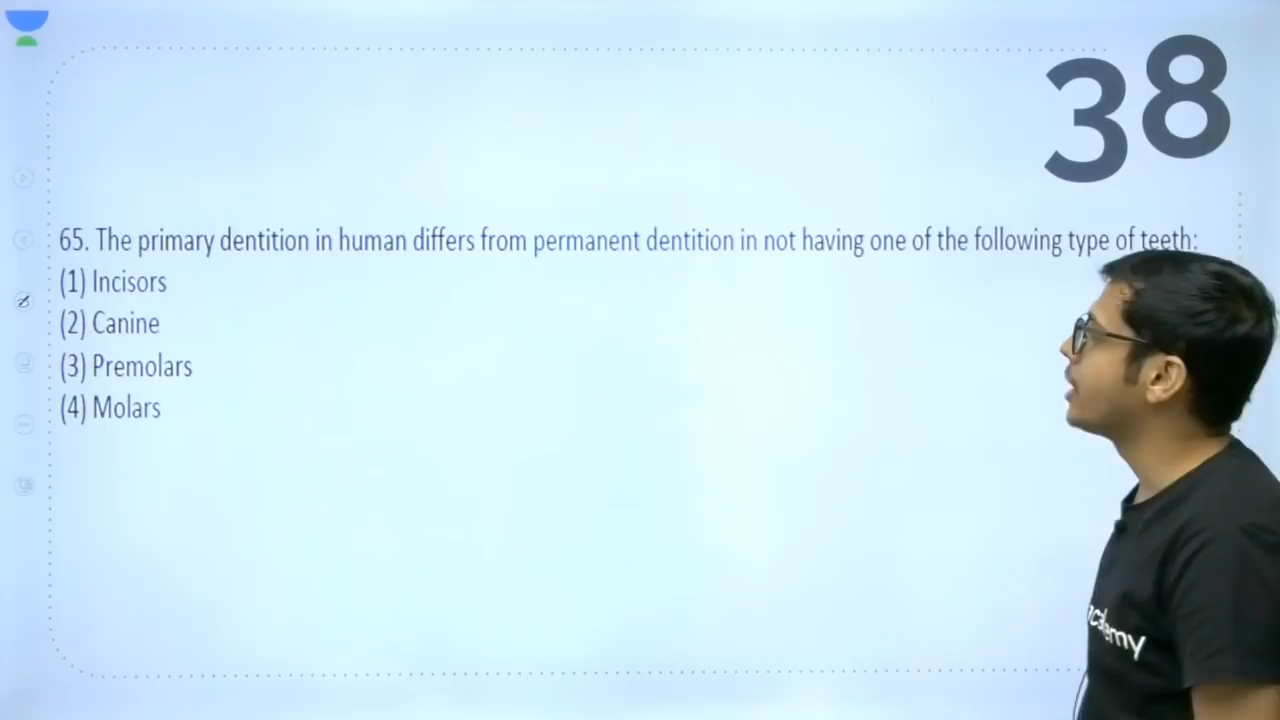 38
65. The primary dentition in human differs from permanent dentition in not having one of the following type of teeth:
(1) Incisors
(2) Canine
(3) Premolars
(4) Molars